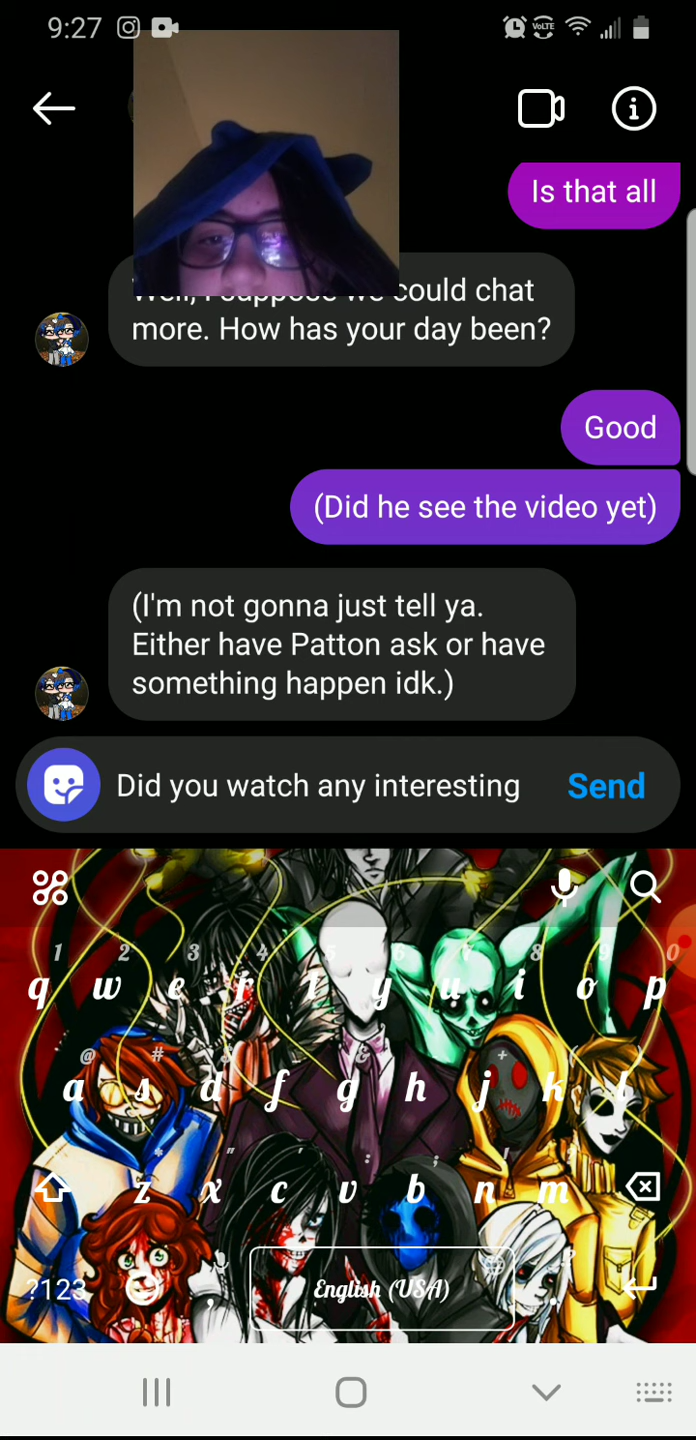 9:27
VoLTE
Is that all
Well, I suppose we could chat
more. How has your day been?
Good
(Did he see the video yet)
(I'm not gonna just tell ya.
Either have Patton ask or have
something happen idk.)
Did you watch any interesting
Send
1 2 3 4 5 6 7 8 9 0
q w e r t y u i o p
@ # & + ( )
a s d f g h j k l
* " ' : ; ! ?
z x c v b n m
?123 , English (USA) .